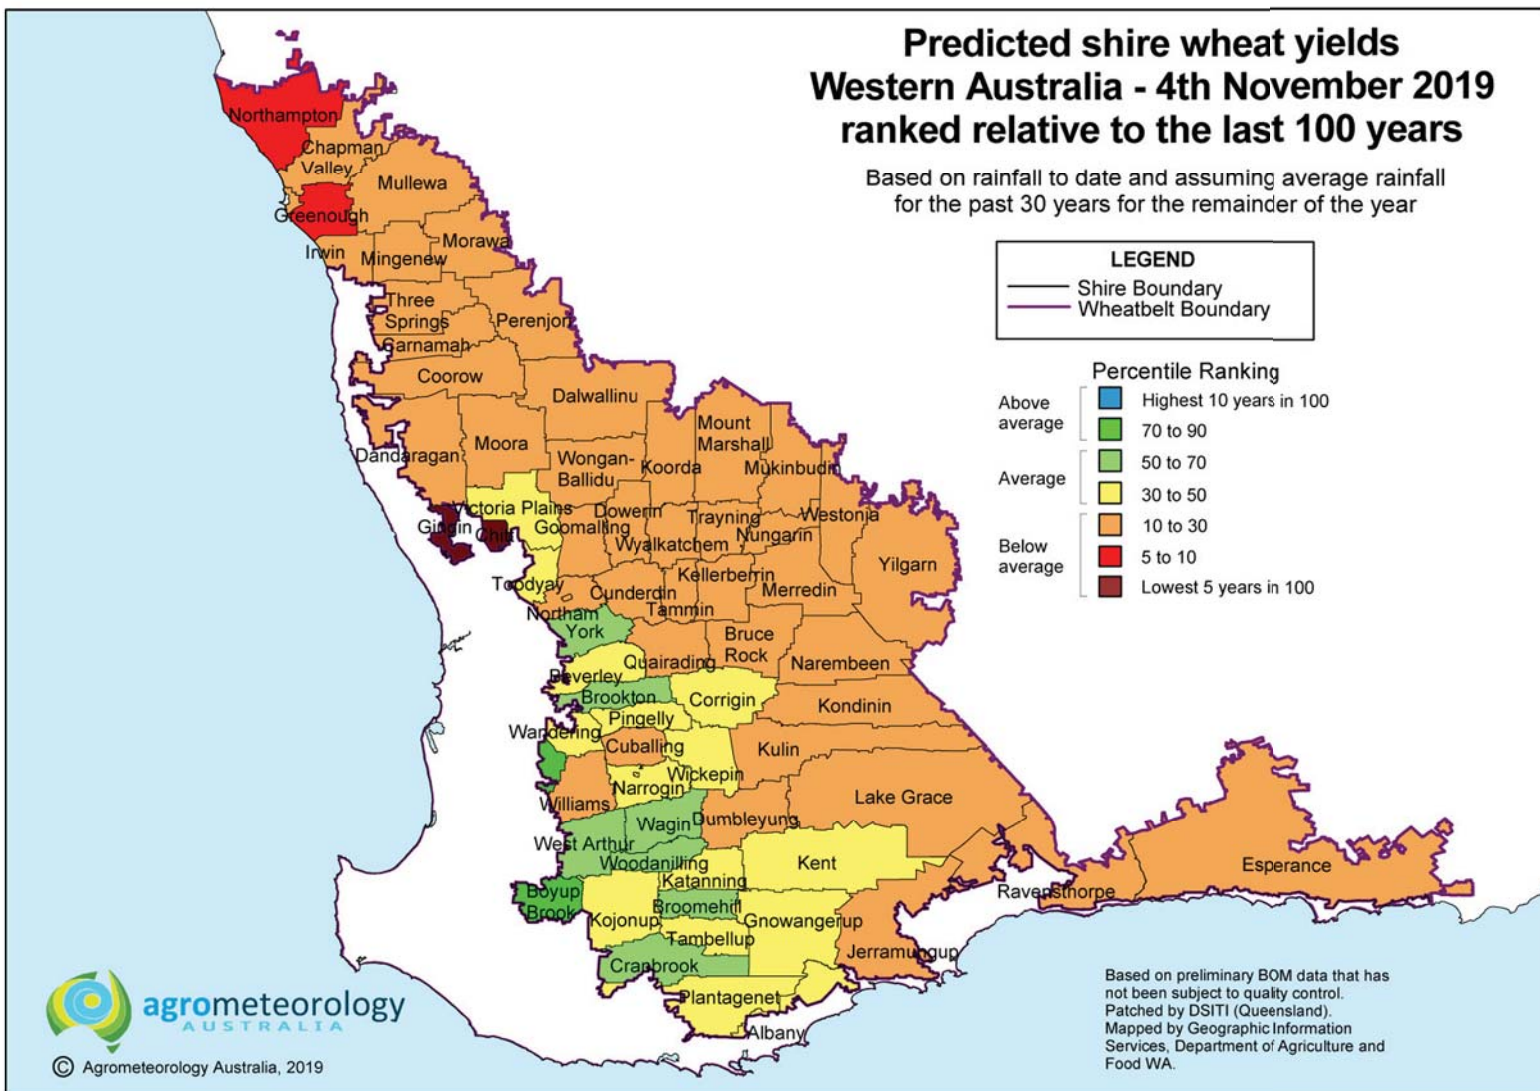 Predicted shire wheat yields
Western Australia - 4th November 2019
ranked relative to the last 100 years
Based on rainfall to date and assuming average rainfall
for the past 30 years for the remainder of the year
LEGEND
Shire Boundary
Wheatbelt Boundary
Percentile Ranking
Above
average
Highest 10 years in 100
70 to 90
Average
50 to 70
30 to 50
Below
average
10 to 30
5 to 10
Lowest 5 years in 100
Northampton
Chapman
Valley
Mullewa
Greenough
Irwin
Mingenew
Morawa
Three
Springs
Perenjori
Carnamah
Coorow
Dalwallinu
Dandaragan
Moora
Wongan-
Ballidu
Koorda
Mount
Marshall
Mukinbudin
Victoria Plains
Gingin
Chitt
Goomalling
Dowerin
Wyalkatchem
Trayning
Nungarin
Westonia
Yilgarn
Toodyay
Northam
Cunderdin
Tammin
Kellerberrin
Merredin
York
Quairading
Bruce
Rock
Narembeen
Beverley
Brookton
Corrigin
Kondinin
Pingelly
Wandering
Cuballing
Kulin
Wickepin
Narrogin
Williams
Lake Grace
Wagin
Dumbleyung
West Arthur
Woodanilling
Kent
Katanning
Boyup
Brook
Broomehill
Kojonup
Gnowangerup
Tambellup
Jerramungup
Cranbrook
Plantagenet
Albany
Ravensthorpe
Esperance
agrometeorology
AUSTRALIA
© Agrometeorology Australia, 2019
Based on preliminary BOM data that has
not been subject to quality control.
Patched by DSITI (Queensland).
Mapped by Geographic Information
Services, Department of Agriculture and
Food WA.